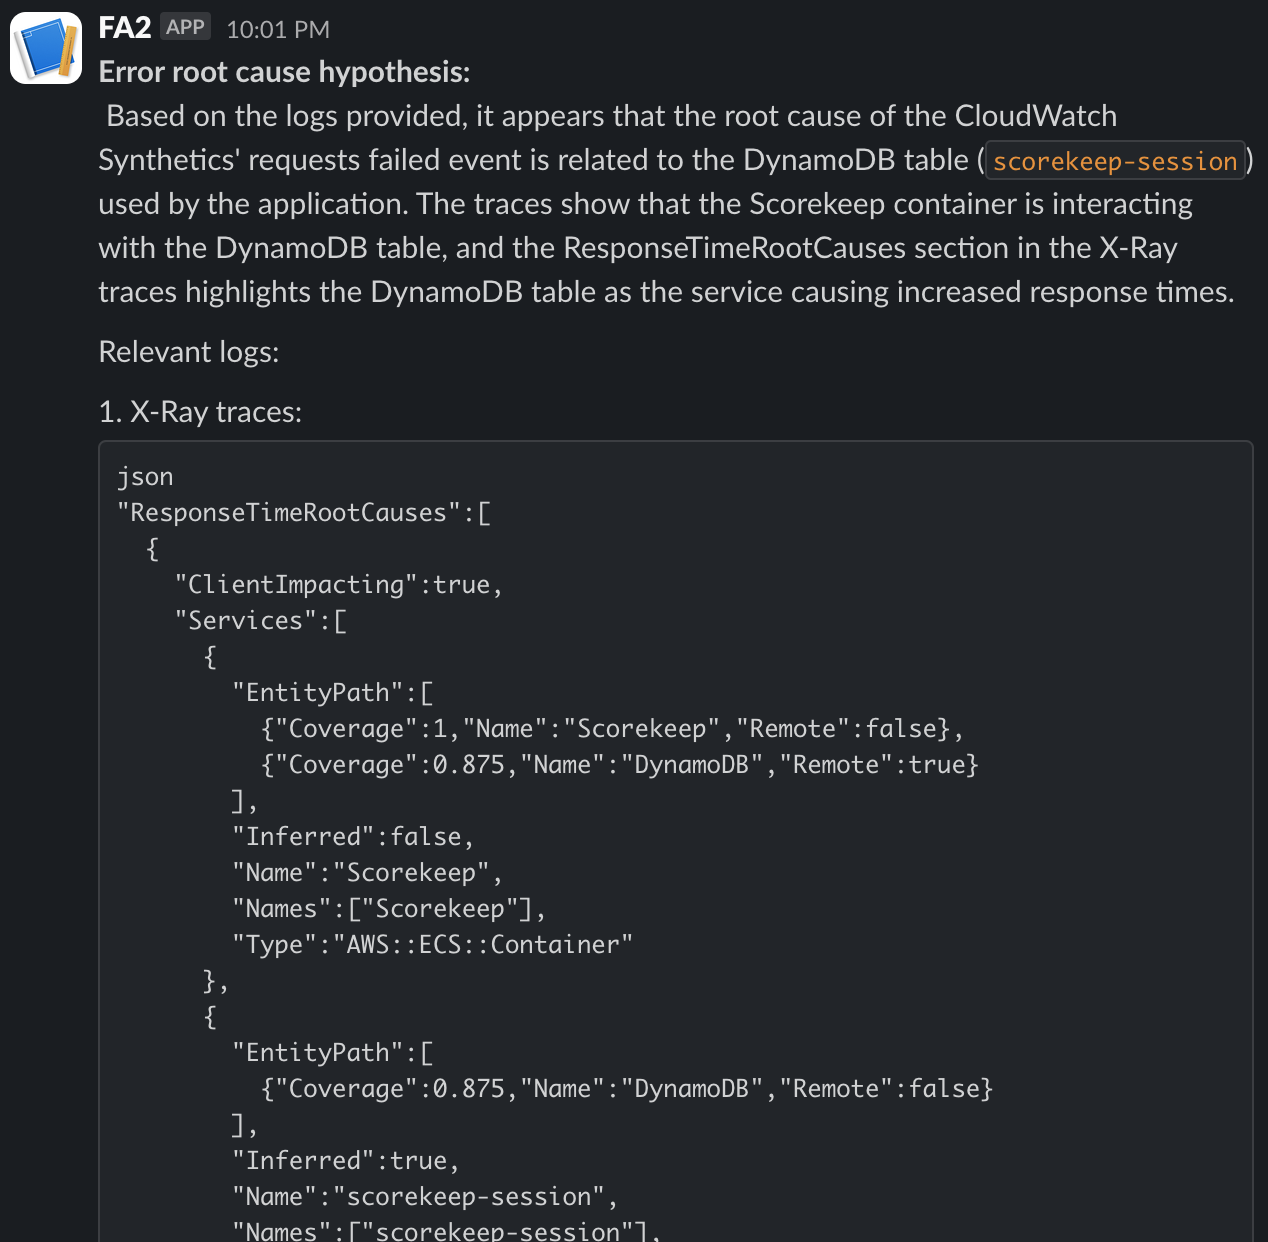 FA2 APP 10:01 PM
Error root cause hypothesis:
Based on the logs provided, it appears that the root cause of the CloudWatch
Synthetics' requests failed event is related to the DynamoDB table (scorekeep-session)
used by the application. The traces show that the Scorekeep container is interacting
with the DynamoDB table, and the ResponseTimeRootCauses section in the X-Ray
traces highlights the DynamoDB table as the service causing increased response times.
Relevant logs:
1. X-Ray traces:
json
"ResponseTimeRootCauses":[
  {
    "ClientImpacting":true,
    "Services":[
      {
        "EntityPath":[
          {"Coverage":1,"Name":"Scorekeep","Remote":false},
          {"Coverage":0.875,"Name":"DynamoDB","Remote":true}
        ],
        "Inferred":false,
        "Name":"Scorekeep",
        "Names":["Scorekeep"],
        "Type":"AWS::ECS::Container"
      },
      {
        "EntityPath":[
          {"Coverage":0.875,"Name":"DynamoDB","Remote":false}
        ],
        "Inferred":true,
        "Name":"scorekeep-session",
        "Names":["scorekeep-session"],